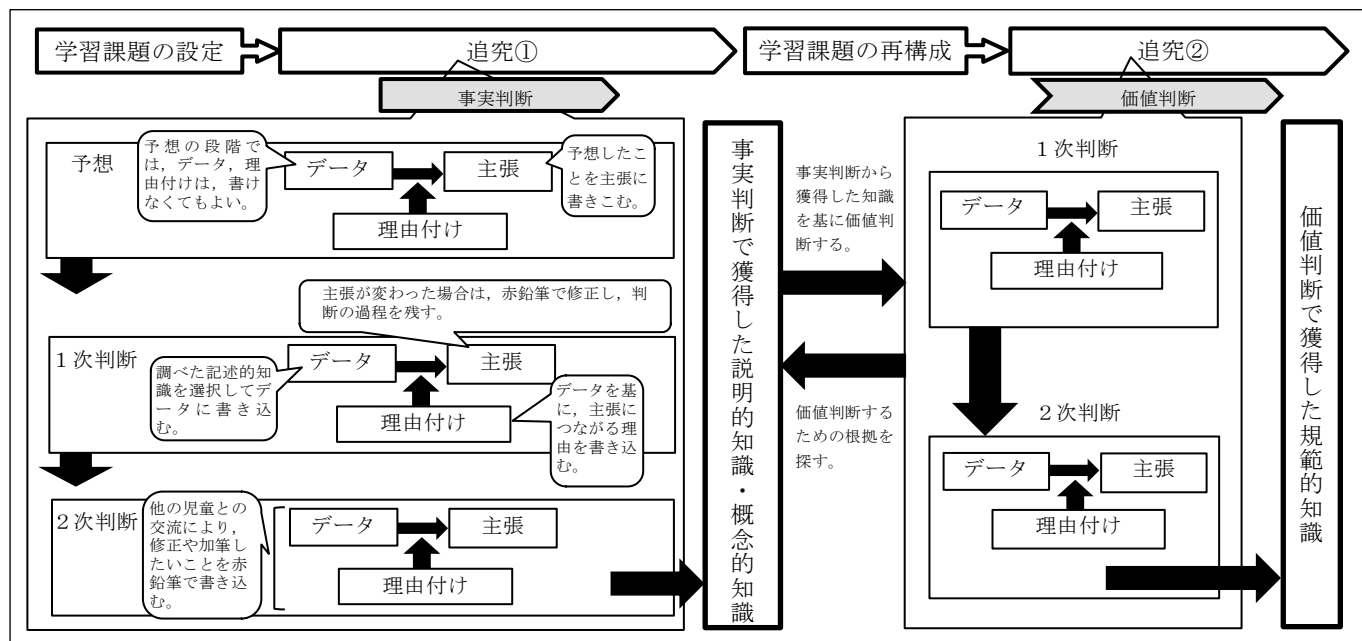 学習課題の設定
追究①
学習課題の再構成
追究②
事実判断
価値判断
予想
予想の段階で
は，データ，理
由付けは，書け
なくてもよい。
データ
主張
理由付け
予想したこ
とを主張に
書きこむ。
主張が変わった場合は，赤鉛筆で修正し，判
断の過程を残す。
1次判断
調べた記述的知
識を選択してデ
ータに書き込
む。
データ
主張
理由付け
データを基
に，主張に
つながる理
由を書き込
む。
2次判断
他の児童との
交流により，
修正や加筆し
たいことを赤
鉛筆で書き込
む。
データ
主張
理由付け
事実判断で獲得した説明的知識・概念的知識
事実判断から
獲得した知識
を基に価値判
断する。
価値判断する
ための根拠を
探す。
1次判断
データ
主張
理由付け
2次判断
データ
主張
理由付け
価値判断で獲得した規範的知識